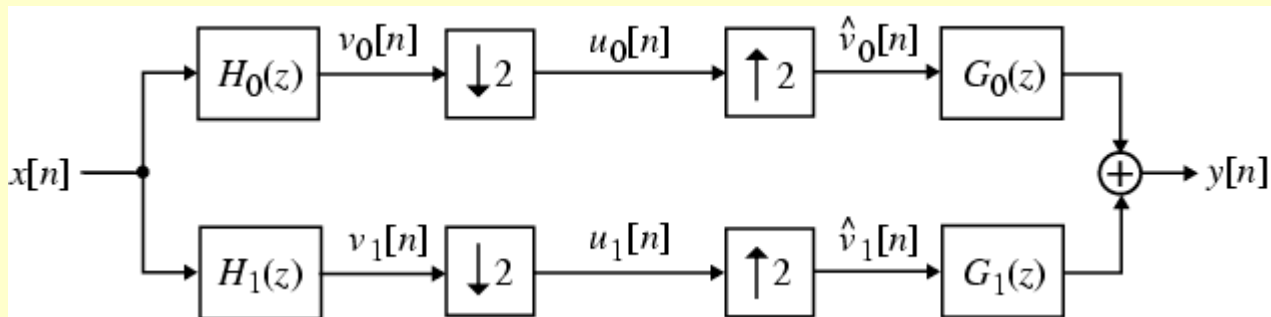 v₀[n] u₀[n] v̂₀[n]
H₀(z) ↓2 ↑2 G₀(z)
x[n] + y[n]
v₁[n] u₁[n] v̂₁[n]
H₁(z) ↓2 ↑2 G₁(z)